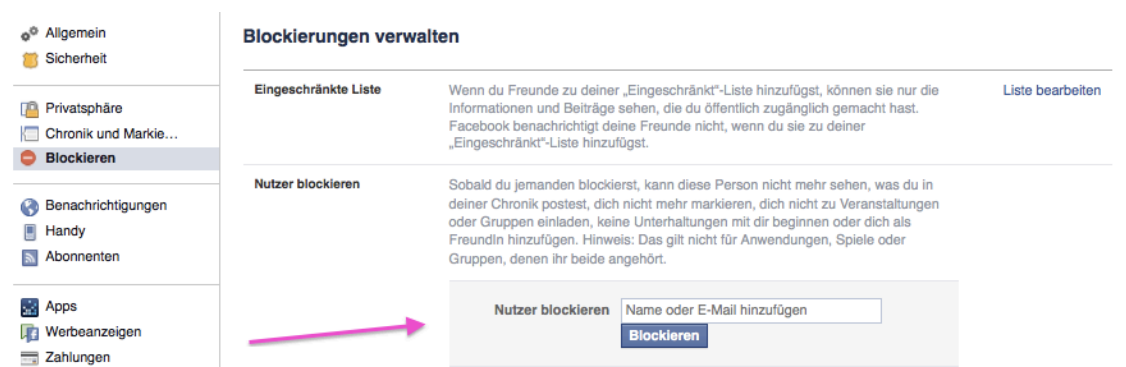 Allgemein
Sicherheit
Privatsphäre
Chronik und Markie...
Blockieren
Benachrichtigungen
Handy
Abonnenten
Apps
Werbeanzeigen
Zahlungen
Blockierungen verwalten
Eingeschränkte Liste
Wenn du Freunde zu deiner „Eingeschränkt"-Liste hinzufügst, können sie nur die
Informationen und Beiträge sehen, die du öffentlich zugänglich gemacht hast.
Facebook benachrichtigt deine Freunde nicht, wenn du sie zu deiner
„Eingeschränkt"-Liste hinzufügst.
Liste bearbeiten
Nutzer blockieren
Sobald du jemanden blockierst, kann diese Person nicht mehr sehen, was du in
deiner Chronik postest, dich nicht mehr markieren, dich nicht zu Veranstaltungen
oder Gruppen einladen, keine Unterhaltungen mit dir beginnen oder dich als
FreundIn hinzufügen. Hinweis: Das gilt nicht für Anwendungen, Spiele oder
Gruppen, denen ihr beide angehört.
Nutzer blockieren
Name oder E-Mail hinzufügen
Blockieren